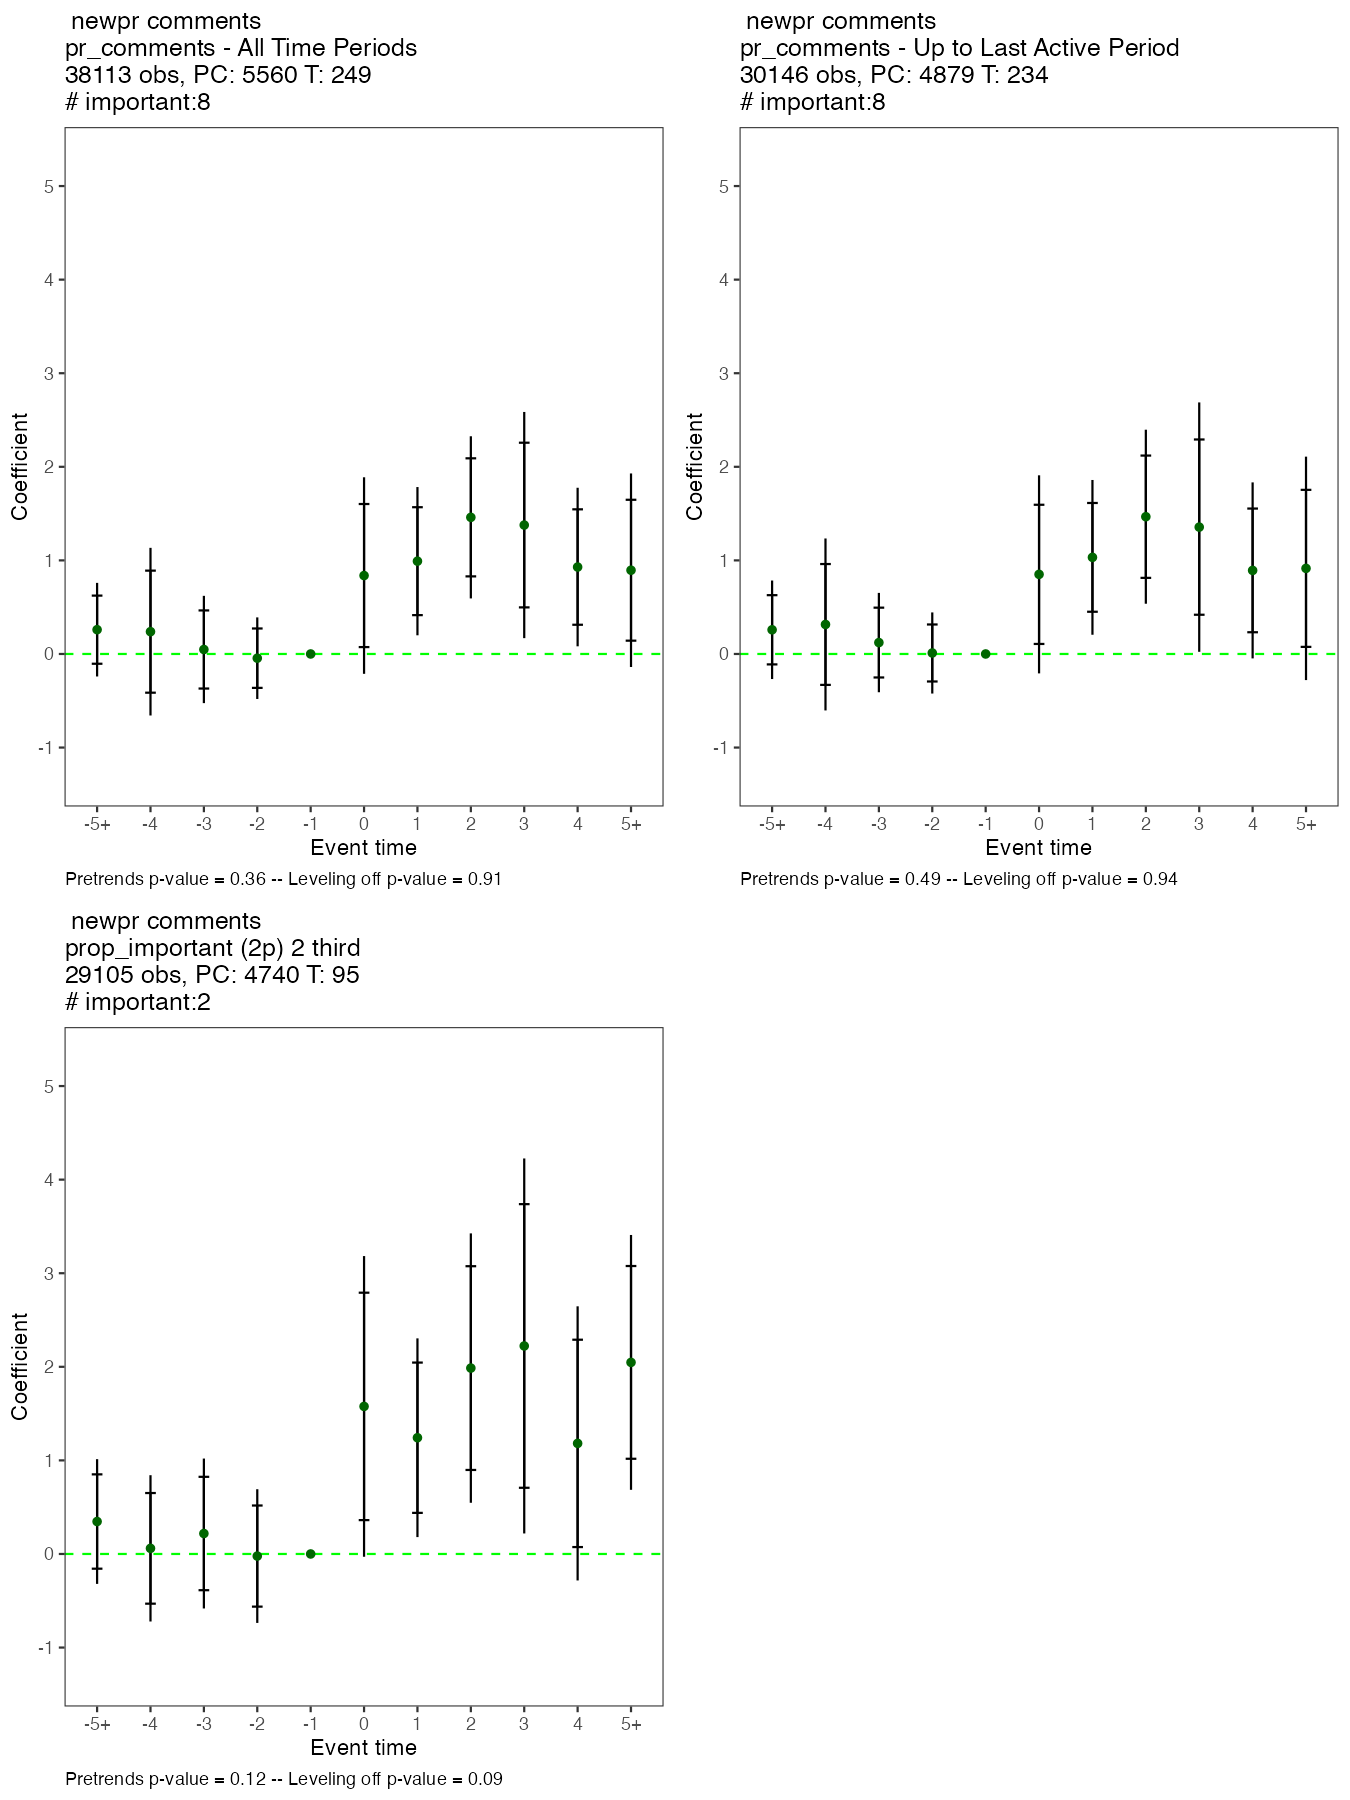 newpr comments
pr_comments - All Time Periods
38113 obs, PC: 5560 T: 249
# important:8
5
4
3
2
1
0
-1
Coefficient
-5+ -4 -3 -2 -1 0 1 2 3 4 5+
Event time
Pretrends p-value = 0.36 -- Leveling off p-value = 0.91
newpr comments
pr_comments - Up to Last Active Period
30146 obs, PC: 4879 T: 234
# important:8
5
4
3
2
1
0
-1
Coefficient
-5+ -4 -3 -2 -1 0 1 2 3 4 5+
Event time
Pretrends p-value = 0.49 -- Leveling off p-value = 0.94
newpr comments
prop_important (2p) 2 third
29105 obs, PC: 4740 T: 95
# important:2
5
4
3
2
1
0
-1
Coefficient
-5+ -4 -3 -2 -1 0 1 2 3 4 5+
Event time
Pretrends p-value = 0.12 -- Leveling off p-value = 0.09